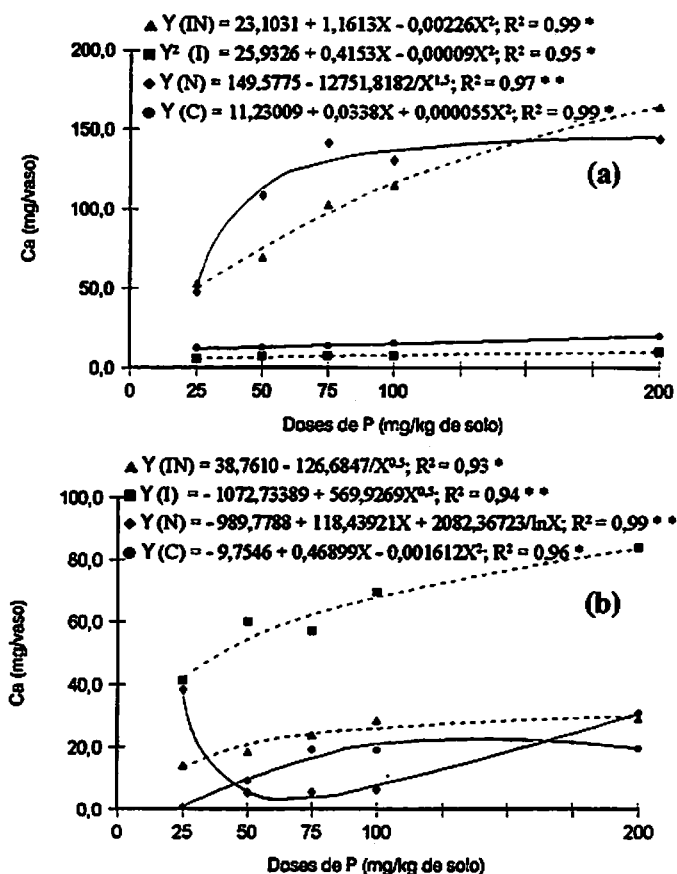 ▲ Y (IN) = 23,1031 + 1,1613X - 0,00226X²; R² = 0.99 *
■ Y² (I) = 25,9326 + 0,4153X -0,00009X²; R² = 0.95 *
♦ Y (N) = 149.5775 - 12751,8182/X^1,5; R² = 0.97 * *
● Y (C) = 11,23009 + 0,0338X + 0,000055X²; R² = 0,99 *
200,0
150,0
100,0
50,0
0,0
Ca (mg/vaso)
(a)
0 25 50 75 100 200
Doses de P (mg/kg de solo)
▲ Y (IN) = 38,7610 - 126,6847/X^0,5; R² = 0,93 *
■ Y (I) = - 1072,73389 + 569,9269X^0,5; R² = 0,94 * *
♦ Y (N) = -989,7788 + 118,43921X + 2082,36723/lnX; R² = 0,99 * *
● Y (C) = - 9,7546 + 0,46899X - 0,001612X²; R² = 0,96 *
100,0
80,0
60,0
40,0
20,0
0,0
Ca (mg/vaso)
(b)
0 25 50 75 100 200
Doses de P (mg/kg de solo)